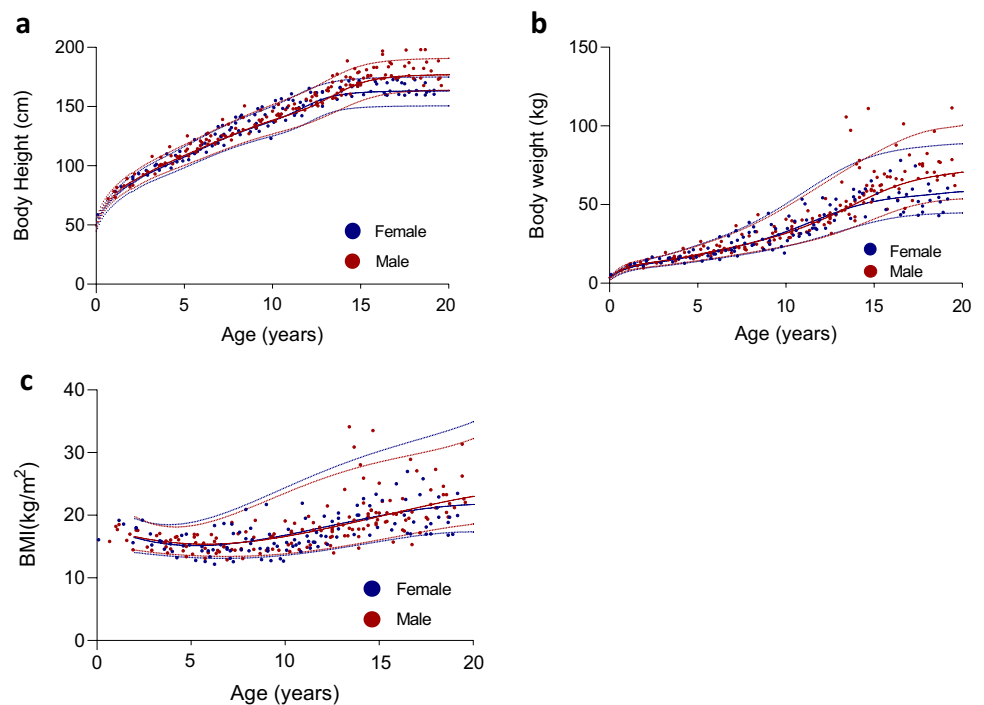 a
200
150
100
50
0
Body Height (cm)
0 5 10 15 20
Age (years)
Female
Male
b
150
100
50
0
Body weight (kg)
0 5 10 15 20
Age (years)
Female
Male
c
40
30
20
10
0
BMI(kg/m²)
0 5 10 15 20
Age (years)
Female
Male